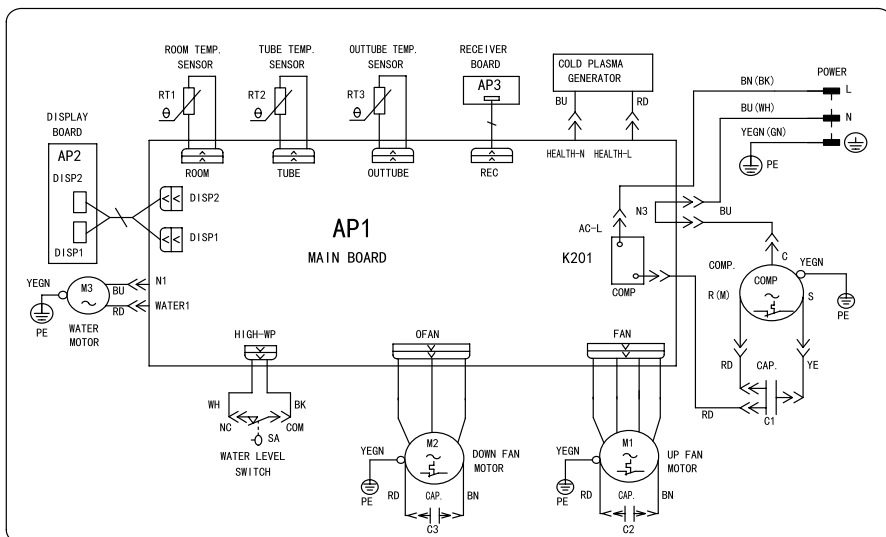 ROOM TEMP.
SENSOR
TUBE TEMP.
SENSOR
OUTTUBE TEMP.
SENSOR
RECEIVER
BOARD
AP3
COLD PLASMA
GENERATOR
POWER
BN(BK)
L
BU(WH)
N
YEGN(GN)
PE
RT1
θ
RT2
θ
RT3
θ
BU
RD
DISPLAY
BOARD
AP2
DISP2
DISP1
ROOM
TUBE
OUTTUBE
REC
HEALTH-N
HEALTH-L
DISP2
DISP1
AP1
MAIN BOARD
N3
BU
AC-L
K201
COMP
C
COMP.
COMP
YEGN
R(M)
S
PE
YEGN
M3
BU
N1
RD
WATER1
PE
WATER
MOTOR
HIGH-WP
OFAN
FAN
RD
CAP.
YE
RD
C1
WH
BK
NC
COM
SA
WATER LEVEL
SWITCH
YEGN
M2
DOWN FAN
MOTOR
PE
RD
CAP.
BN
C3
YEGN
M1
UP FAN
MOTOR
PE
RD
CAP.
BN
C2